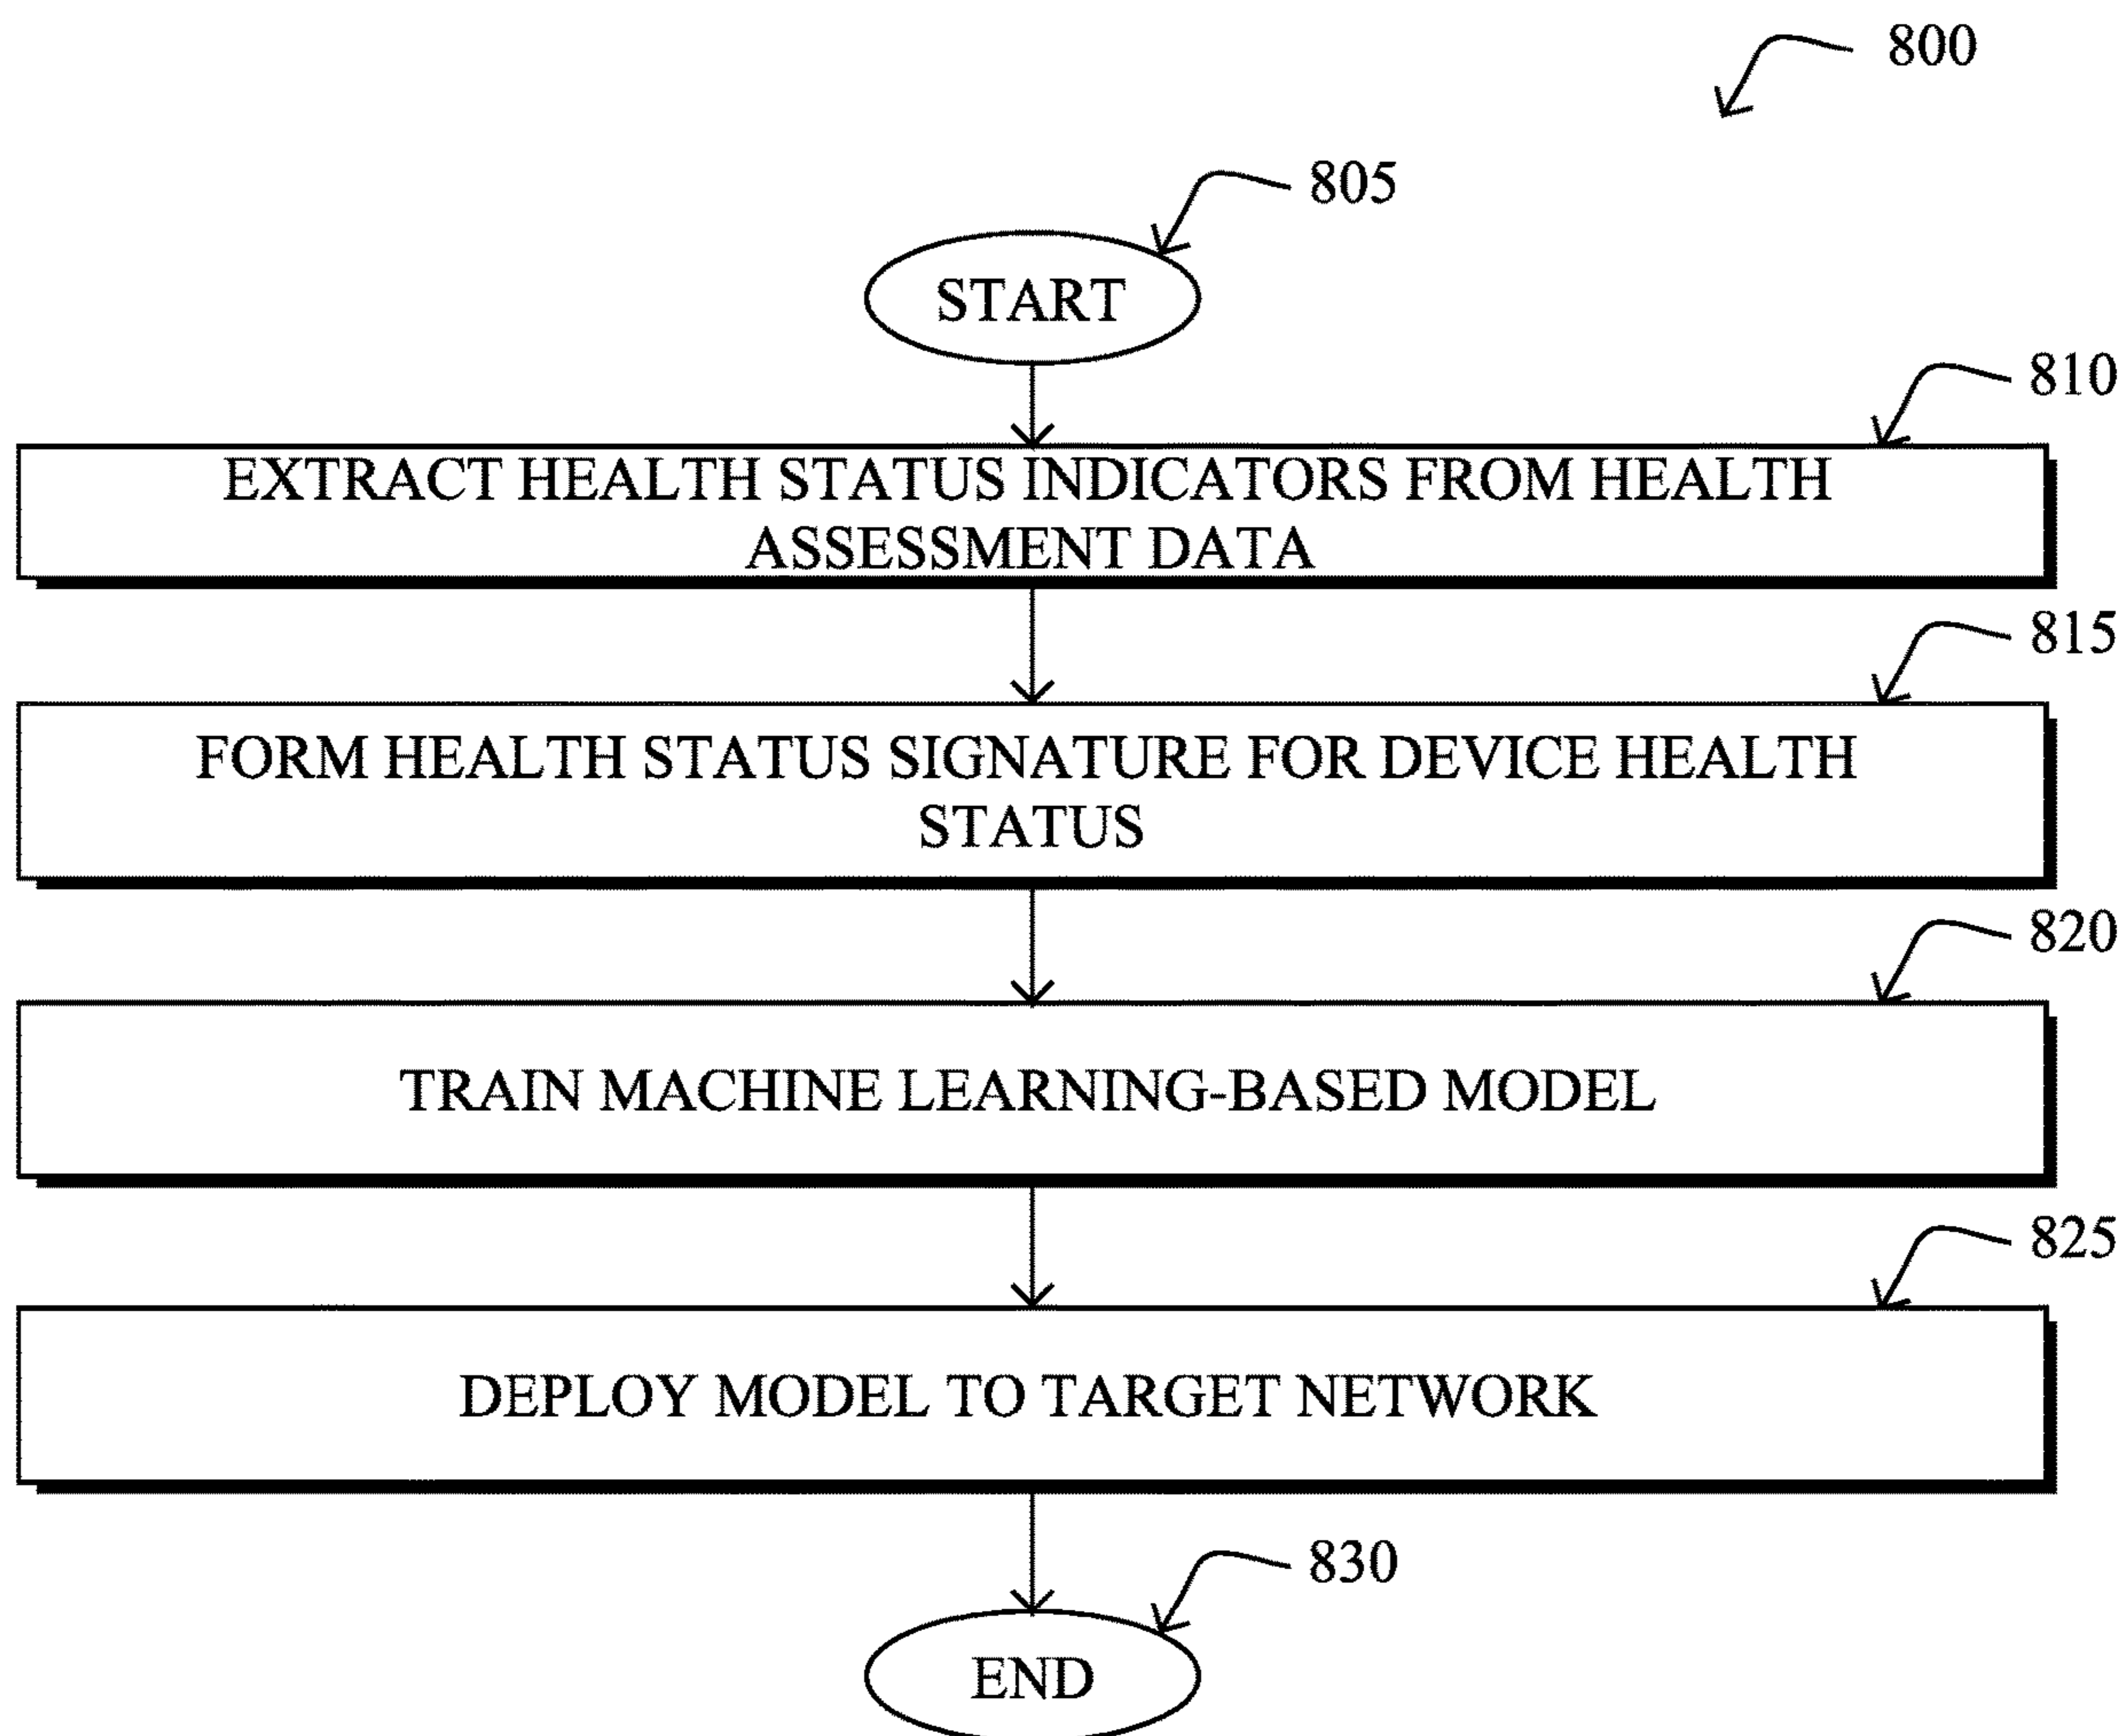 800
805
START
810
EXTRACT HEALTH STATUS INDICATORS FROM HEALTH
ASSESSMENT DATA
815
FORM HEALTH STATUS SIGNATURE FOR DEVICE HEALTH
STATUS
820
TRAIN MACHINE LEARNING-BASED MODEL
825
DEPLOY MODEL TO TARGET NETWORK
830
END